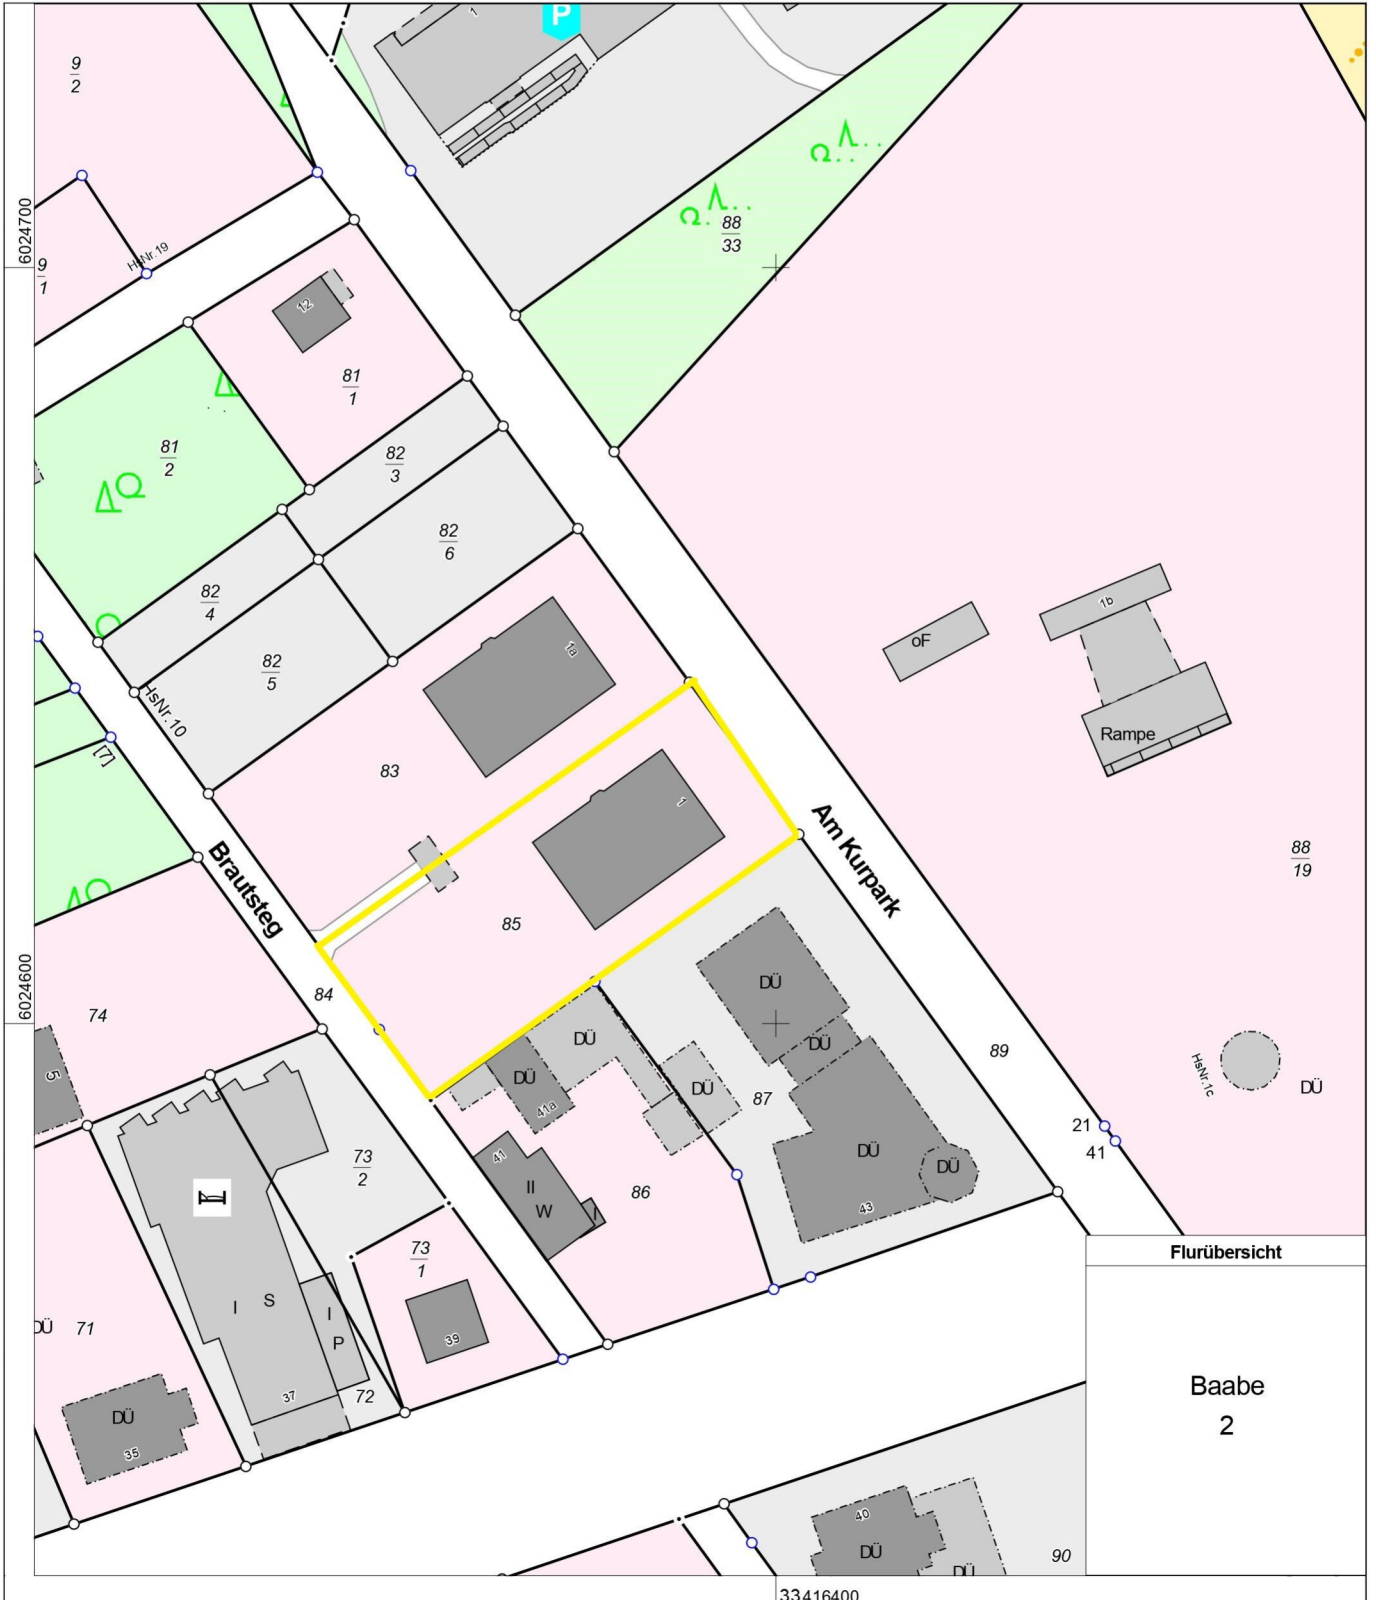 P
1
9
2
6024700
HsNr.19
9
1
88
33
12
81
1
81
2
82
3
82
6
82
4
82
5
HsNr.10
[7]
1a
oF
1b
Rampe
83
1
Am Kurpark
Brautsteg
88
19
85
6024600
84
74
DÜ
DÜ
DÜ
89
5
DÜ
DÜ
87
HsNr.1c
DÜ
41a
21
41
41
DÜ
DÜ
73
2
II
W
86
43
73
1
Flurübersicht
I
S
I
P
39
DÜ
71
37
72
Baabe
2
DÜ
35
40
DÜ
DÜ
90
33416400